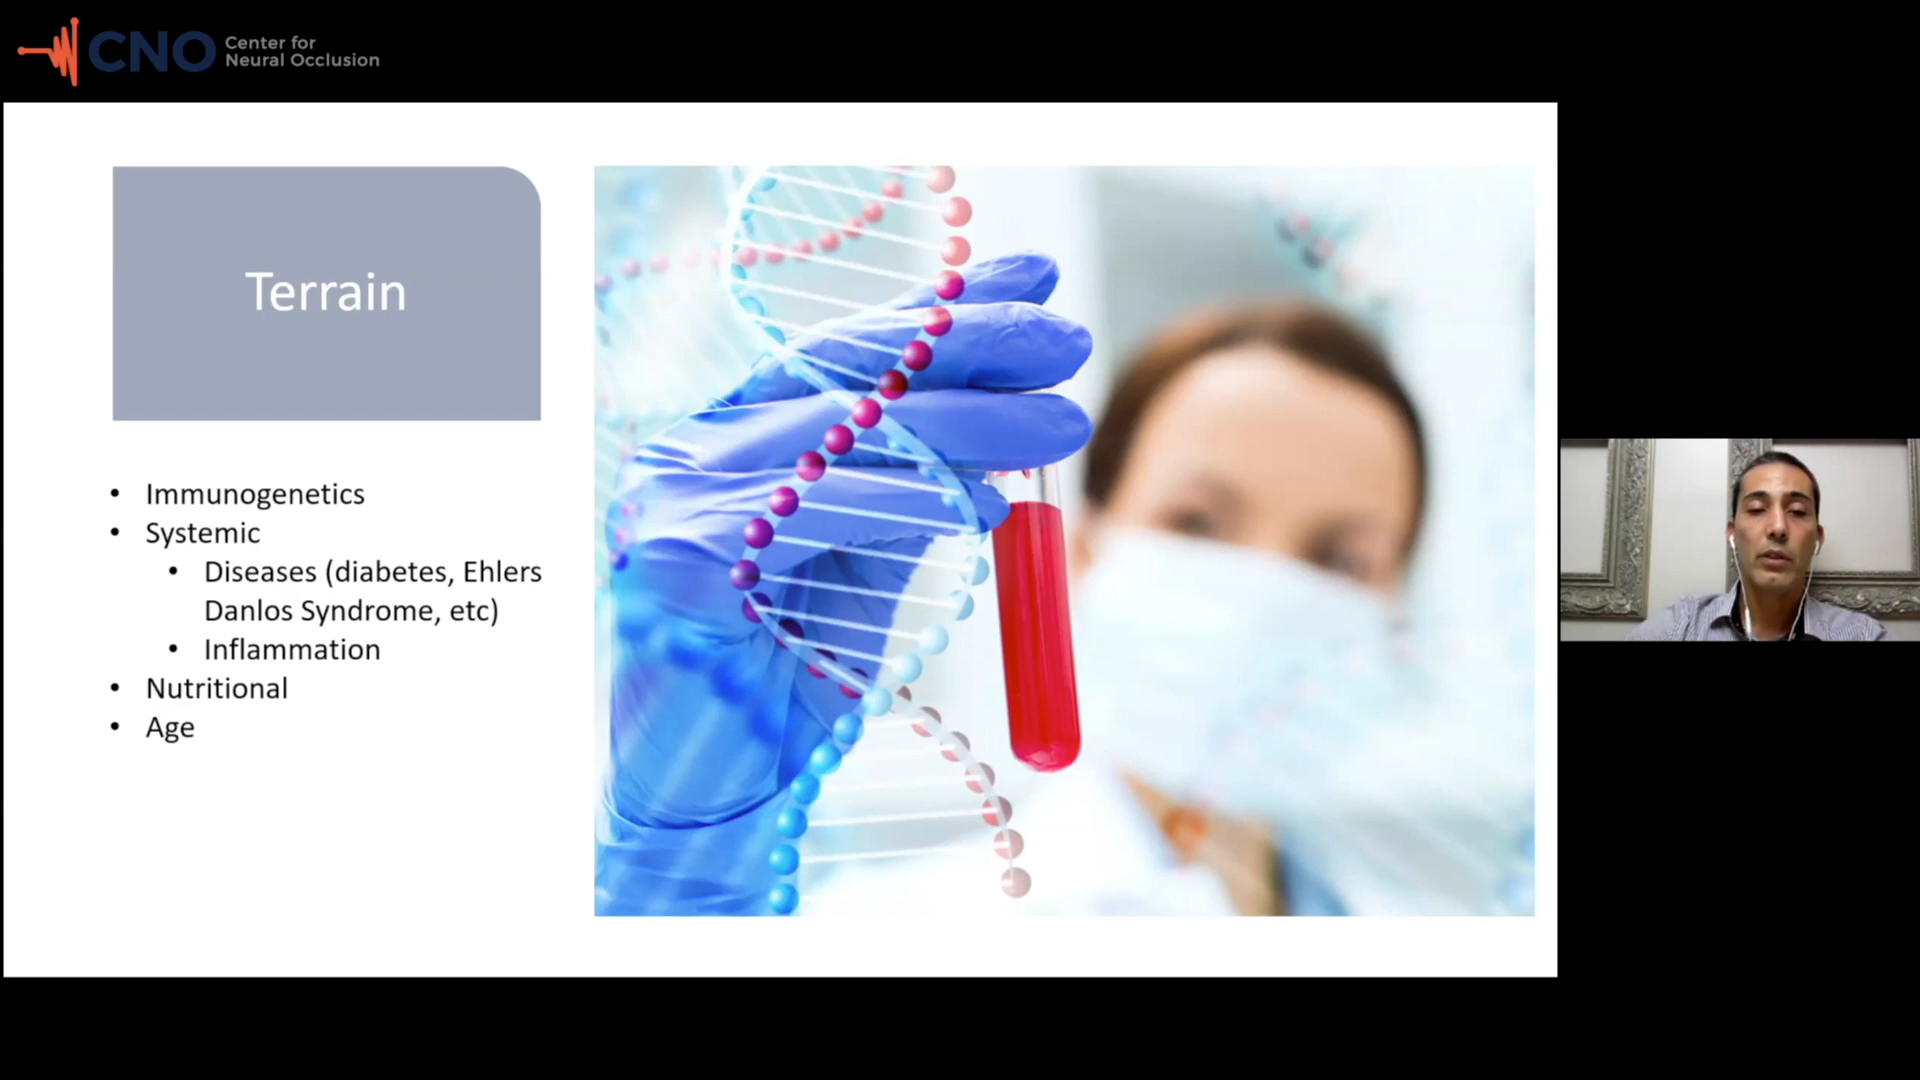 CNO Center for
Neural Occlusion
Terrain
• Immunogenetics
• Systemic
• Diseases (diabetes, Ehlers
Danlos Syndrome, etc)
• Inflammation
• Nutritional
• Age